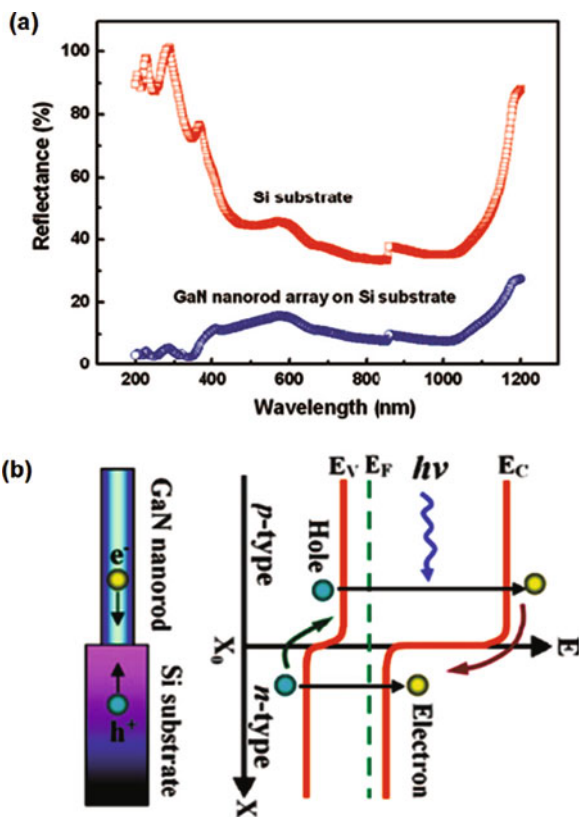 (a)
100
80
60
40
20
0
Reflectance (%)
Si substrate
GaN nanorod array on Si substrate
200 400 600 800 1000 1200
Wavelength (nm)
(b)
GaN nanorod
e-
Si substrate
h+
p-type
X₀
n-type
X
E_V E_F hν E_C
Hole
E
Electron